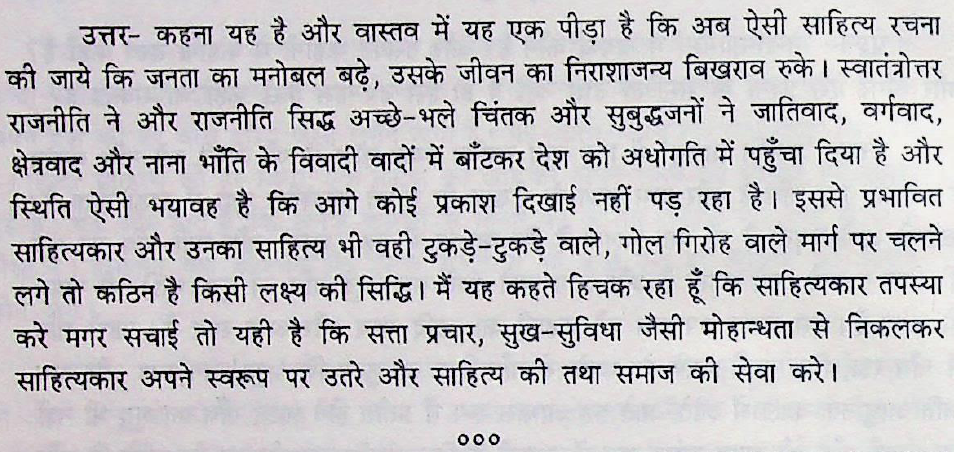 उत्तर- कहना यह है और वास्तव में यह एक पीड़ा है कि अब ऐसी साहित्य रचना
की जाये कि जनता का मनोबल बढ़े, उसके जीवन का निराशाजन्य बिखराव रुके। स्वातंत्रोत्तर
राजनीति ने और राजनीति सिद्ध अच्छे-भले चिंतक और सुबुद्धजनों ने जातिवाद, वर्गवाद,
क्षेत्रवाद और नाना भाँति के विवादी वादों में बाँटकर देश को अधोगति में पहुँचा दिया है और
स्थिति ऐसी भयावह है कि आगे कोई प्रकाश दिखाई नहीं पड़ रहा है। इससे प्रभावित
साहित्यकार और उनका साहित्य भी वही टुकड़े-टुकड़े वाले, गोल गिरोह वाले मार्ग पर चलने
लगे तो कठिन है किसी लक्ष्य की सिद्धि। मैं यह कहते हिचक रहा हूँ कि साहित्यकार तपस्या
करे मगर सचाई तो यही है कि सत्ता प्रचार, सुख-सुविधा जैसी मोहान्धता से निकलकर
साहित्यकार अपने स्वरूप पर उतरे और साहित्य की तथा समाज की सेवा करे।
०००